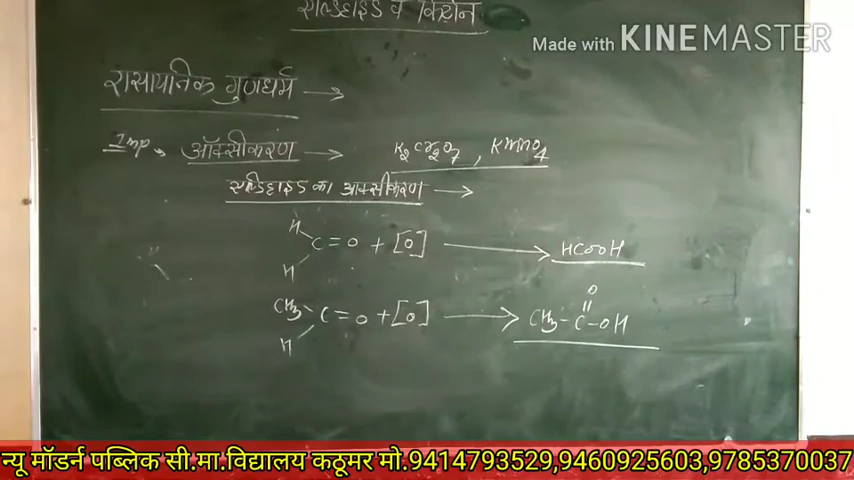 एल्डिहाइड व कीटोन
Made with KINEMASTER
रासायनिक गुणधर्म →
Imp → ऑक्सीकरण → K₂Cr₂O₇ , KMnO₄
एल्डिहाइड का ऑक्सीकरण →
H
C = O + [O] → HCOOH
H
O
CH₃ C = O + [O] → CH₃ - C - OH
H
न्यू मॉडर्न पब्लिक सी.मा.विद्यालय कठूमर मो.9414793529,9460925603,9785370037